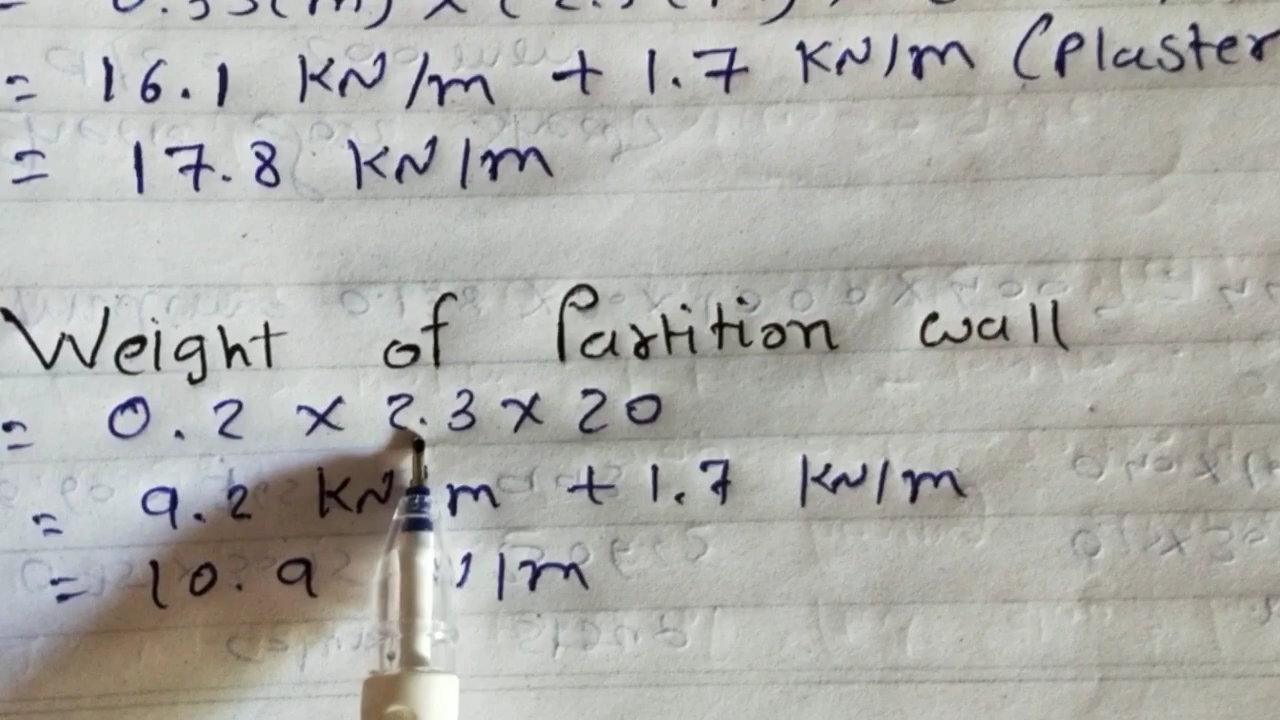 = 16.1 KN/m + 1.7 KN/m (Plaster
= 17.8 KN/m
Weight of Partition wall
= 0.2 x 2.3 x 20
= 9.2 KN/m + 1.7 KN/m
= 10.9 /m